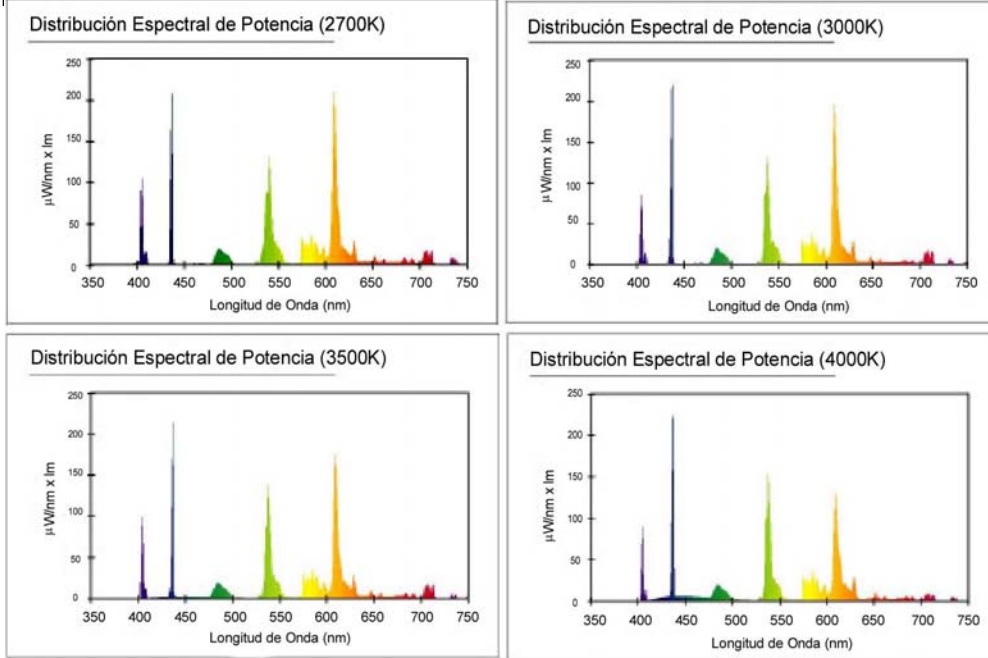 Distribución Espectral de Potencia (2700K)
250
200
150
100
50
0
µW/nm x lm
350 400 450 500 550 600 650 700 750
Longitud de Onda (nm)
Distribución Espectral de Potencia (3000K)
250
200
150
100
50
0
µW/nm x lm
350 400 450 500 550 600 650 700 750
Longitud de Onda (nm)
Distribución Espectral de Potencia (3500K)
250
200
150
100
50
0
µW/nm x lm
350 400 450 500 550 600 650 700 750
Longitud de Onda (nm)
Distribución Espectral de Potencia (4000K)
250
200
150
100
50
0
µW/nm x lm
350 400 450 500 550 600 650 700 750
Longitud de Onda (nm)